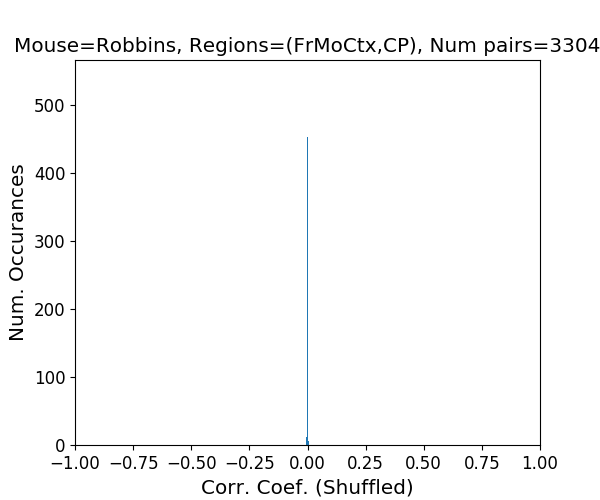 Mouse=Robbins, Regions=(FrMoCtx,CP), Num pairs=3304
Num. Occurances
500
400
300
200
100
0
−1.00 −0.75 −0.50 −0.25 0.00 0.25 0.50 0.75 1.00
Corr. Coef. (Shuffled)